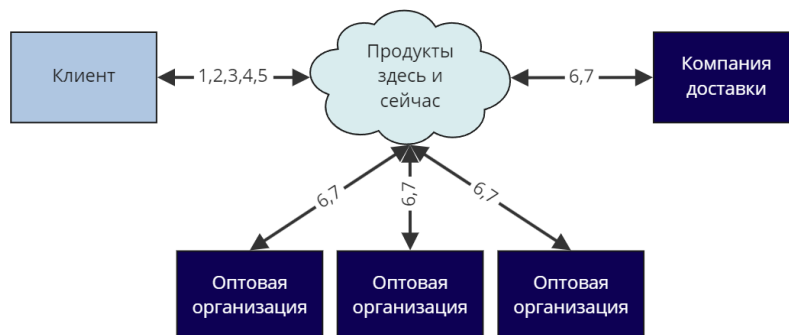 Клиент
1,2,3,4,5
Продукты
здесь и
сейчас
6,7
Компания
доставки
6,7
6,7
6,7
Оптовая
организация
Оптовая
организация
Оптовая
организация